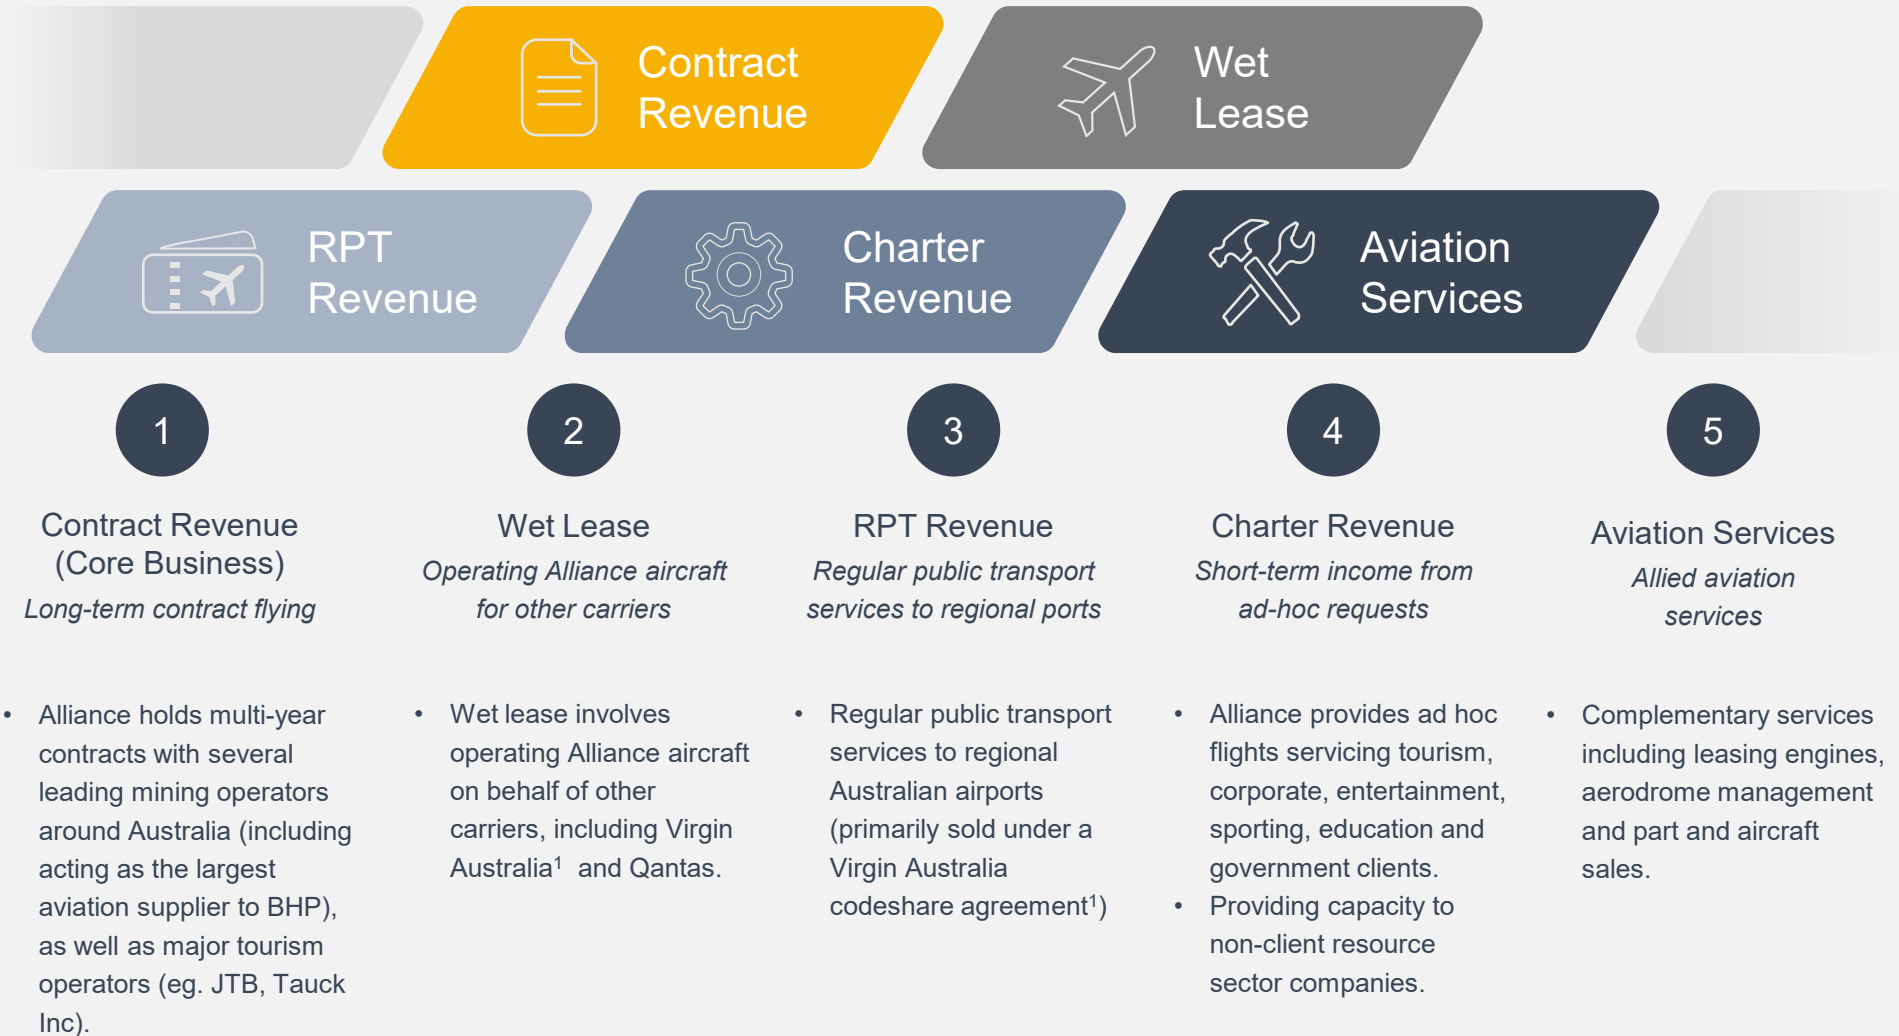 Contract
Revenue
Wet
Lease
RPT
Revenue
Charter
Revenue
Aviation
Services
1
Contract Revenue
(Core Business)
Long-term contract flying
• Alliance holds multi-year
contracts with several
leading mining operators
around Australia (including
acting as the largest
aviation supplier to BHP),
as well as major tourism
operators (eg. JTB, Tauck
Inc).
2
Wet Lease
Operating Alliance aircraft
for other carriers
• Wet lease involves
operating Alliance aircraft
on behalf of other
carriers, including Virgin
Australia¹ and Qantas.
3
RPT Revenue
Regular public transport
services to regional ports
• Regular public transport
services to regional
Australian airports
(primarily sold under a
Virgin Australia
codeshare agreement¹)
4
Charter Revenue
Short-term income from
ad-hoc requests
• Alliance provides ad hoc
flights servicing tourism,
corporate, entertainment,
sporting, education and
government clients.
• Providing capacity to
non-client resource
sector companies.
5
Aviation Services
Allied aviation
services
• Complementary services
including leasing engines,
aerodrome management
and part and aircraft
sales.